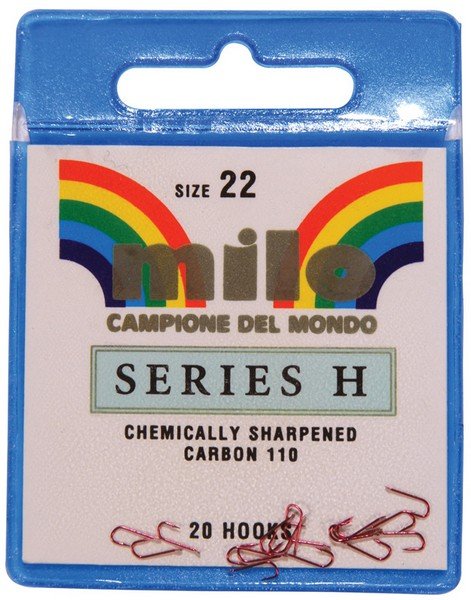 SIZE 22
milo
CAMPIONE DEL MONDO
SERIES H
CHEMICALLY SHARPENED
CARBON 110
20 HOOKS